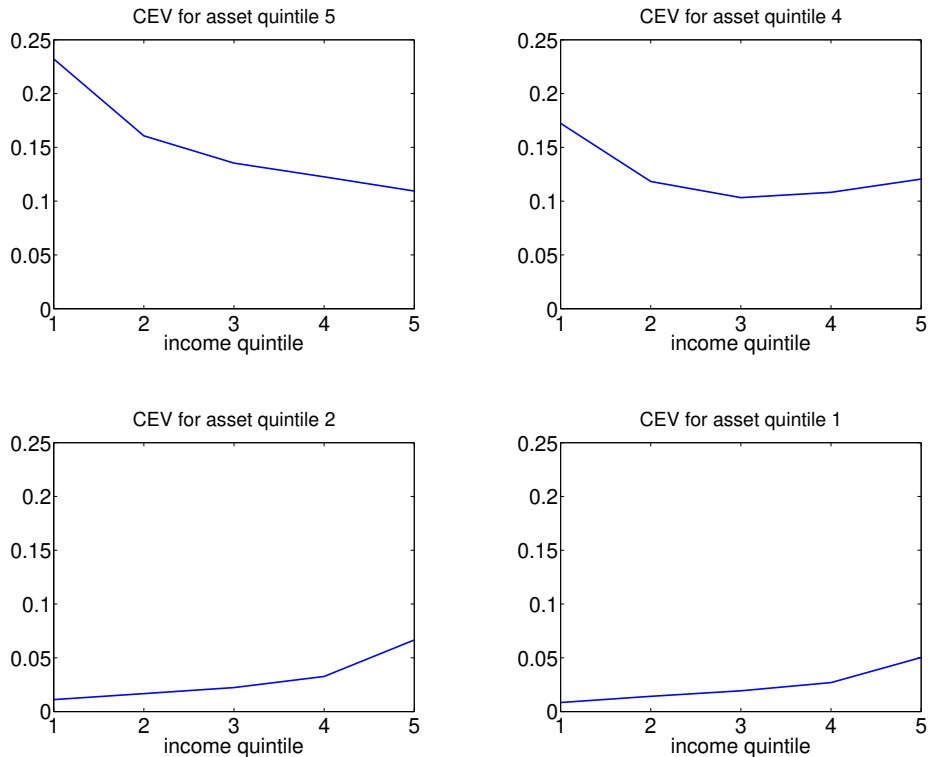 CEV for asset quintile 5
0.25
0.2
0.15
0.1
0.05
0
1 2 3 4 5
income quintile
CEV for asset quintile 4
0.25
0.2
0.15
0.1
0.05
0
1 2 3 4 5
income quintile
CEV for asset quintile 2
0.25
0.2
0.15
0.1
0.05
0
1 2 3 4 5
income quintile
CEV for asset quintile 1
0.25
0.2
0.15
0.1
0.05
0
1 2 3 4 5
income quintile